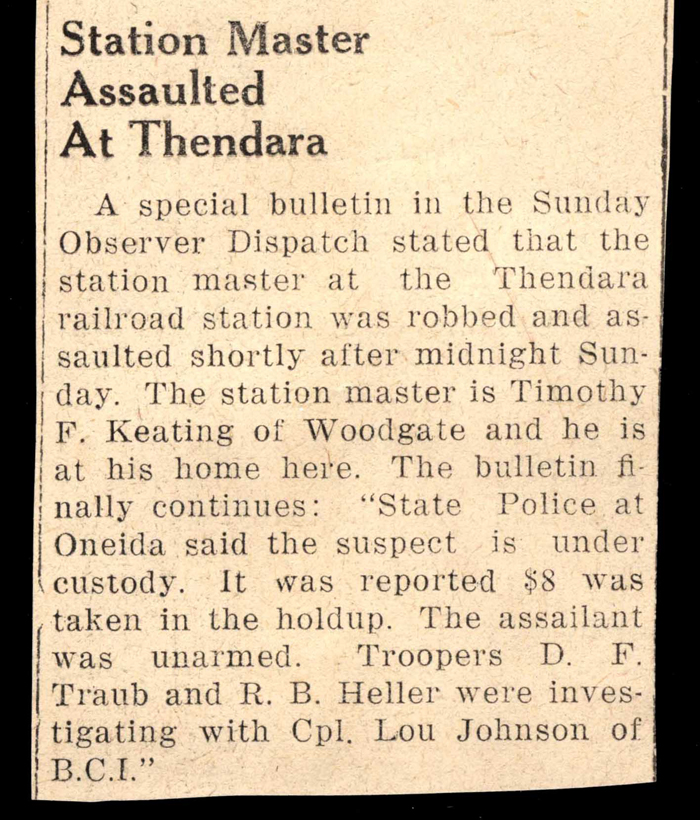 Station Master
Assaulted
At Thendara
A special bulletin in the Sunday
Observer Dispatch stated that the
station master at the Thendara
railroad station was robbed and as-
saulted shortly after midnight Sun-
day. The station master is Timothy
F. Keating of Woodgate and he is
at his home here. The bulletin fi-
nally continues: “State Police at
Oneida said the suspect is under
custody. It was reported $8 was
taken in the holdup. The assailant
was unarmed. Troopers D. F.
Traub and R. B. Heller were inves-
tigating with Cpl. Lou Johnson of
B.C.I.”